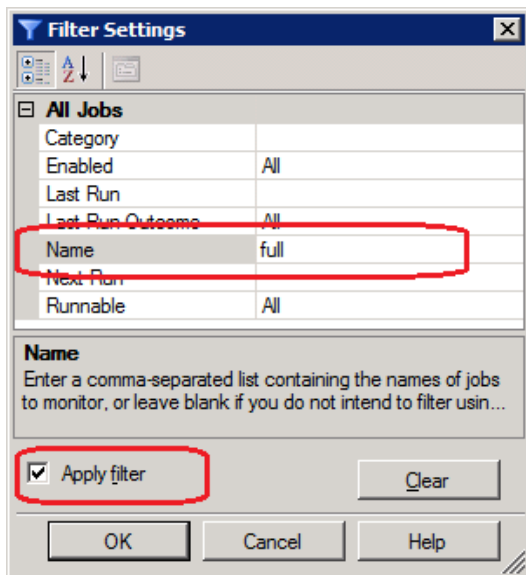 Filter Settings
All Jobs
Category
Enabled All
Last Run
Last Run Outcome All
Name full
Next Run
Runnable All
Name
Enter a comma-separated list containing the names of jobs
to monitor, or leave blank if you do not intend to filter usin...
Apply filter
Clear
OK Cancel Help